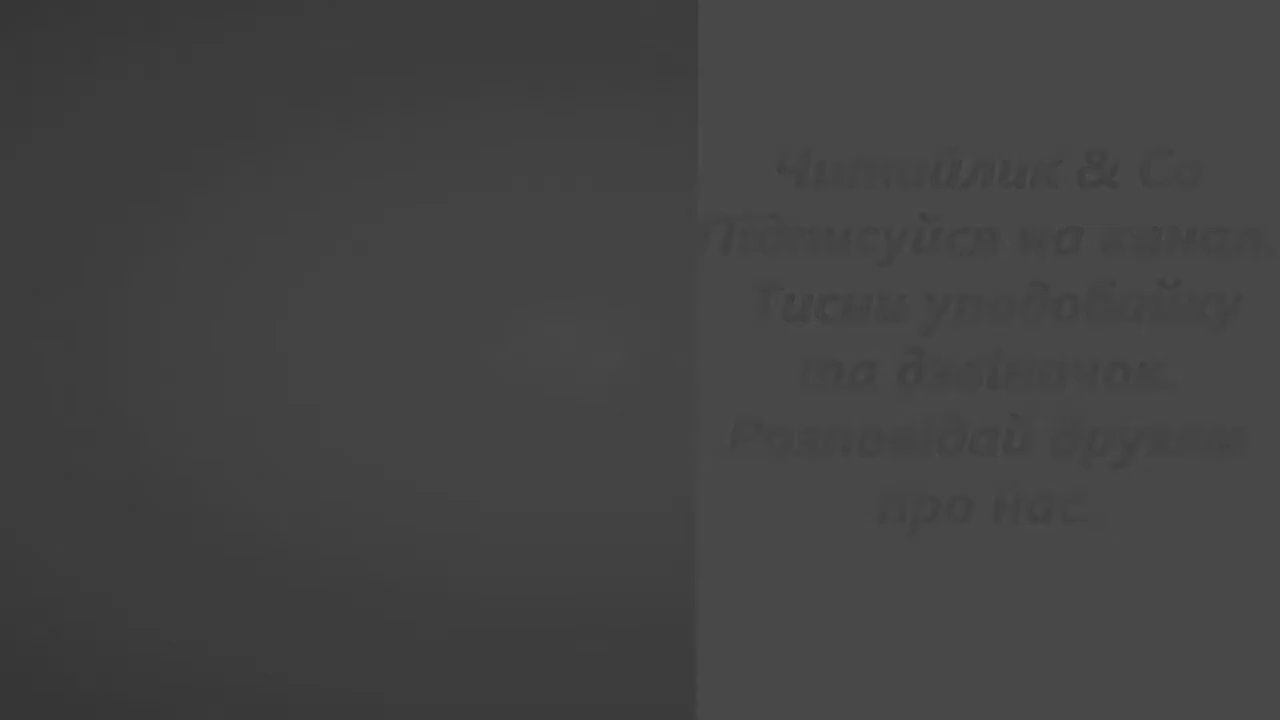 Читайлик & Co
Підписуйся на канал.
Тисни уподобайку
та дзвіночок.
Розповідай друзям
про нас.